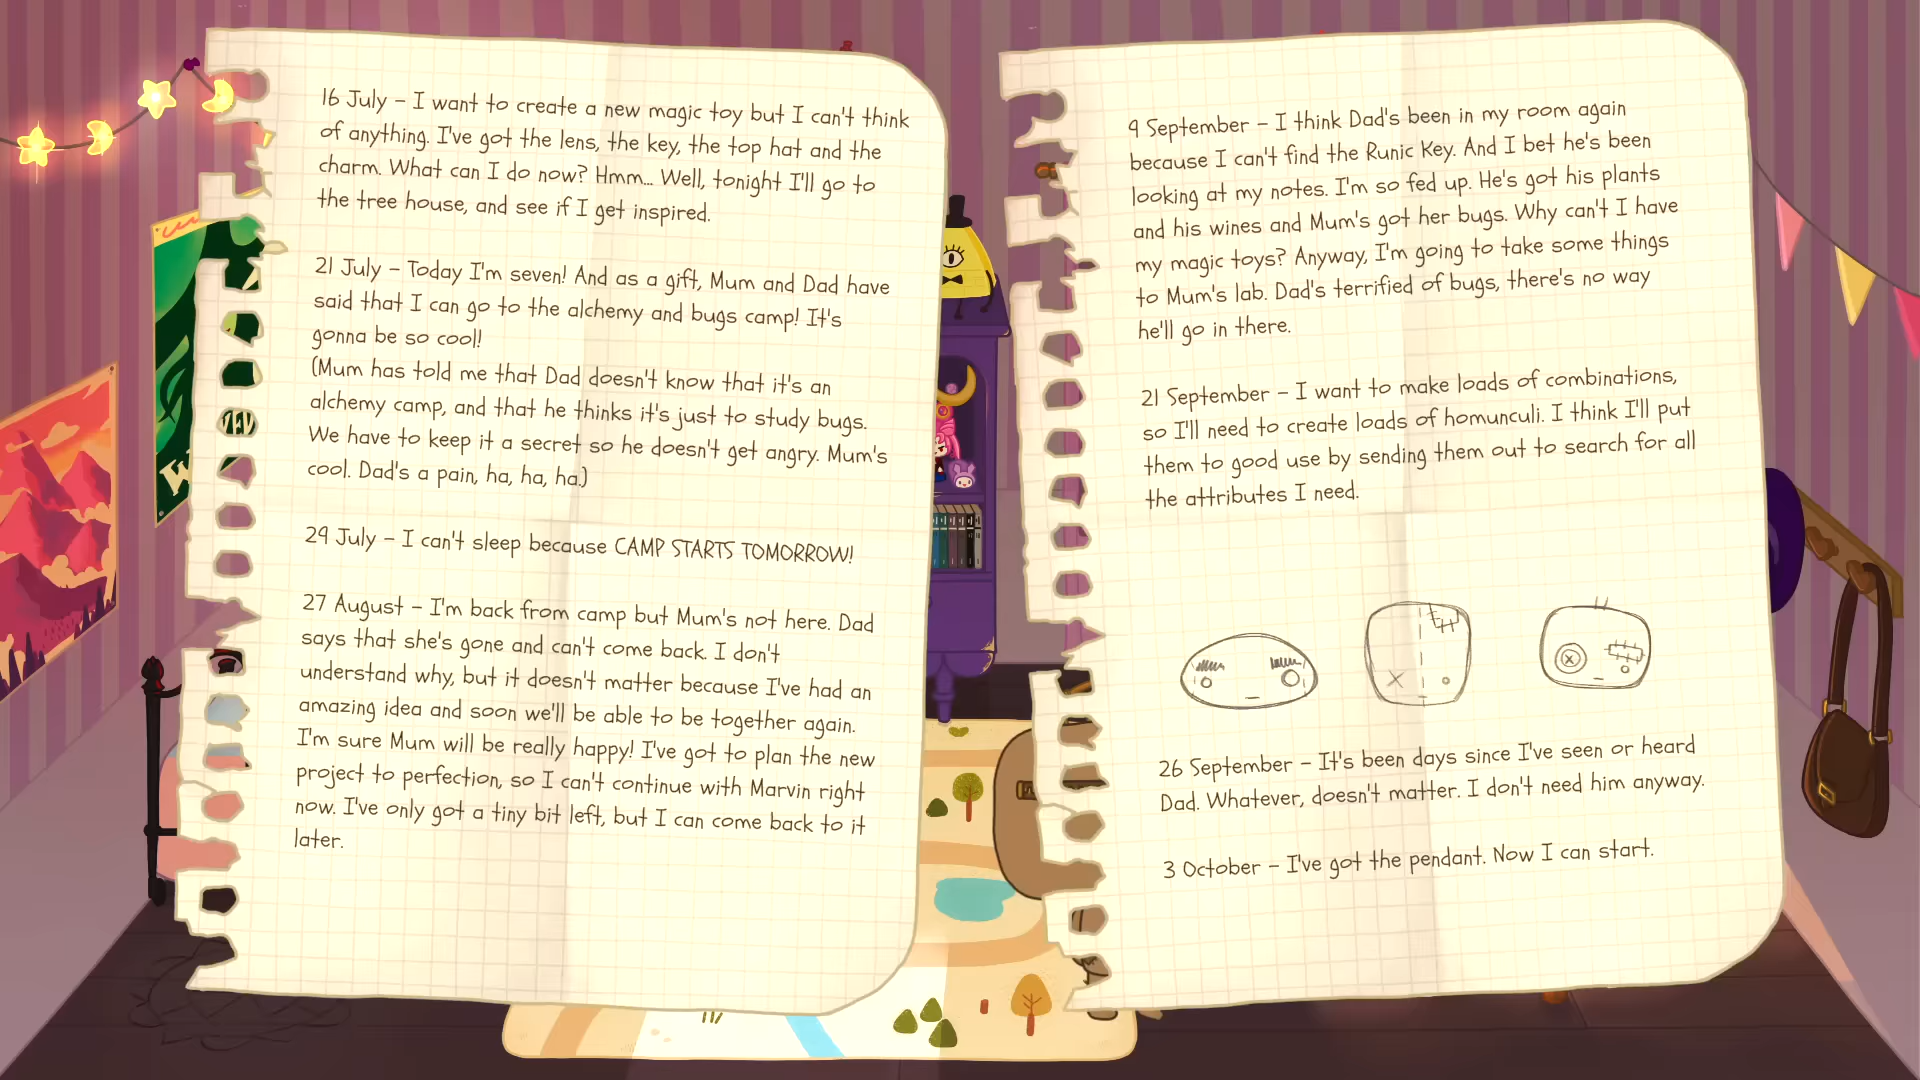 16 July – I want to create a new magic toy but I can't think
of anything. I've got the lens, the key, the top hat and the
charm. What can I do now? Hmm... Well, tonight I'll go to
the tree house, and see if I get inspired.
21 July – Today I'm seven! And as a gift, Mum and Dad have
said that I can go to the alchemy and bugs camp! It's
gonna be so cool!
(Mum has told me that Dad doesn't know that it's an
alchemy camp, and that he thinks it's just to study bugs.
We have to keep it a secret so he doesn't get angry. Mum's
cool. Dad's a pain, ha, ha, ha.)
29 July – I can't sleep because CAMP STARTS TOMORROW!
27 August – I'm back from camp but Mum's not here. Dad
says that she's gone and can't come back. I don't
understand why, but it doesn't matter because I've had an
amazing idea and soon we'll be able to be together again.
I'm sure Mum will be really happy! I've got to plan the new
project to perfection, so I can't continue with Marvin right
now. I've only got a tiny bit left, but I can come back to it
later.
9 September – I think Dad's been in my room again
because I can't find the Runic Key. And I bet he's been
looking at my notes. I'm so fed up. He's got his plants
and his wines and Mum's got her bugs. Why can't I have
my magic toys? Anyway, I'm going to take some things
to Mum's lab. Dad's terrified of bugs, there's no way
he'll go in there.
21 September – I want to make loads of combinations,
so I'll need to create loads of homunculi. I think I'll put
them to good use by sending them out to search for all
the attributes I need.
26 September – It's been days since I've seen or heard
Dad. Whatever, doesn't matter. I don't need him anyway.
3 October – I've got the pendant. Now I can start.